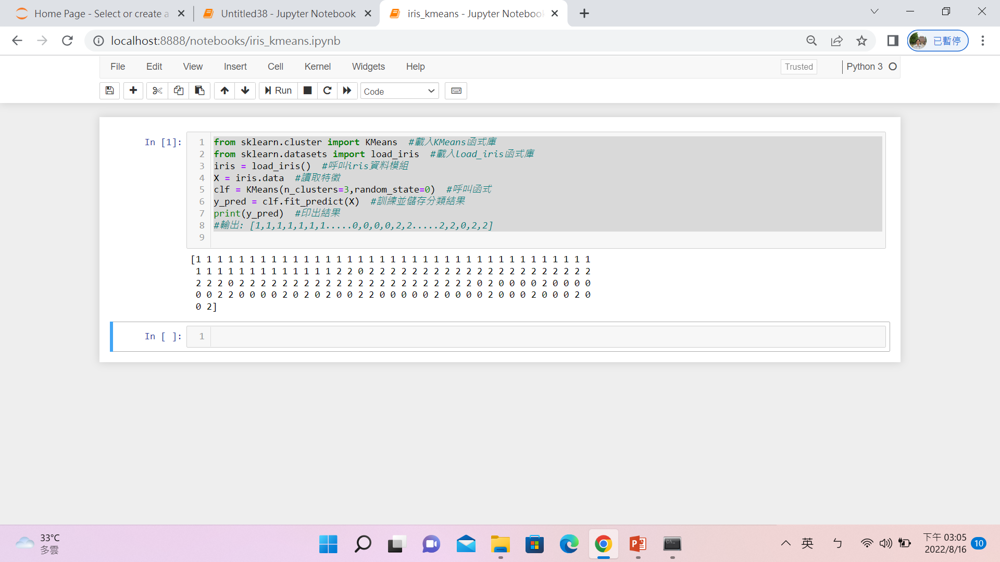 Home Page - Select or create a
Untitled38 - Jupyter Notebook
iris_kmeans - Jupyter Notebook
localhost:8888/notebooks/iris_kmeans.ipynb
已暫停
File Edit View Insert Cell Kernel Widgets Help
Trusted
Python 3
Run
Code
In [1]:
1 from sklearn.cluster import KMeans  #載入KMeans函式庫
2 from sklearn.datasets import load_iris  #載入load_iris函式庫
3 iris = load_iris()  #呼叫iris資料模組
4 X = iris.data  #讀取特徵
5 clf = KMeans(n_clusters=3,random_state=0)  #呼叫函式
6 y_pred = clf.fit_predict(X)  #訓練並儲存分類結果
7 print(y_pred)  #印出結果
8 #輸出: [1,1,1,1,1,1,1.....0,0,0,0,2,2.....2,2,0,2,2]
9
[1 1 1 1 1 1 1 1 1 1 1 1 1 1 1 1 1 1 1 1 1 1 1 1 1 1 1 1 1 1 1 1 1 1 1 1 1
1 1 1 1 1 1 1 1 1 1 1 1 1 2 2 0 2 2 2 2 2 2 2 2 2 2 2 2 2 2 2 2 2 2 2 2 2
2 2 2 0 2 2 2 2 2 2 2 2 2 2 2 2 2 2 2 2 2 2 2 2 2 2 0 2 0 0 0 0 2 0 0 0 0
0 0 2 2 0 0 0 0 2 0 2 0 2 0 0 2 2 0 0 0 0 0 2 0 0 0 0 2 0 0 0 2 0 0 0 2 0
0 2]
In [ ]:
1
33°C
多雲
英
ㄅ
下午 03:05
2022/8/16
10